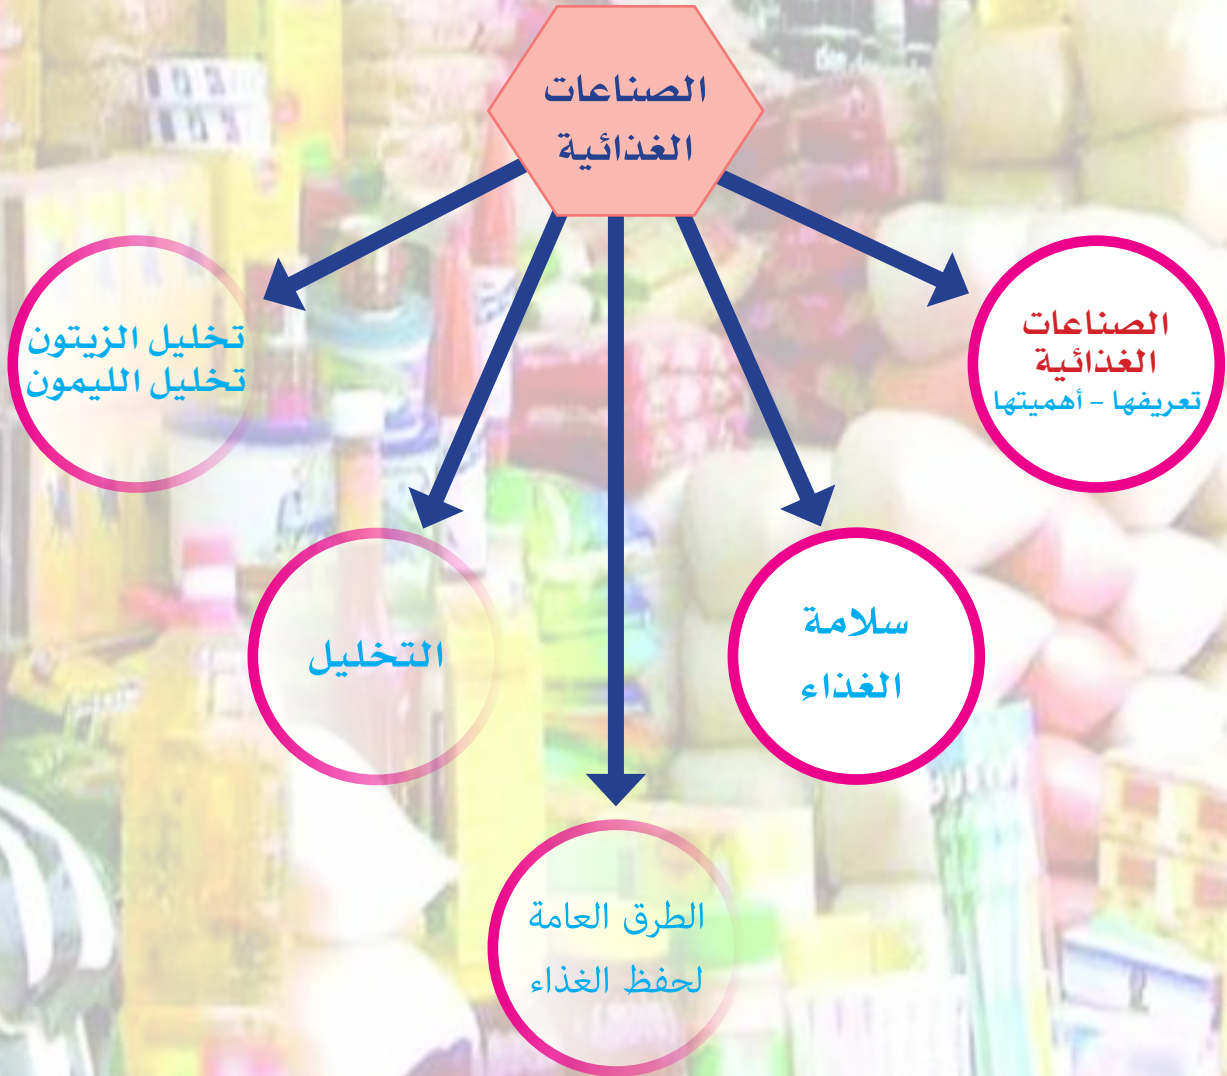 الصناعات
الغذائية
الصناعات
الغذائية
تعريفها - أهميتها
سلامة
الغذاء
الطرق العامة
لحفظ الغذاء
التخليل
تخليل الزيتون
تخليل الليمون